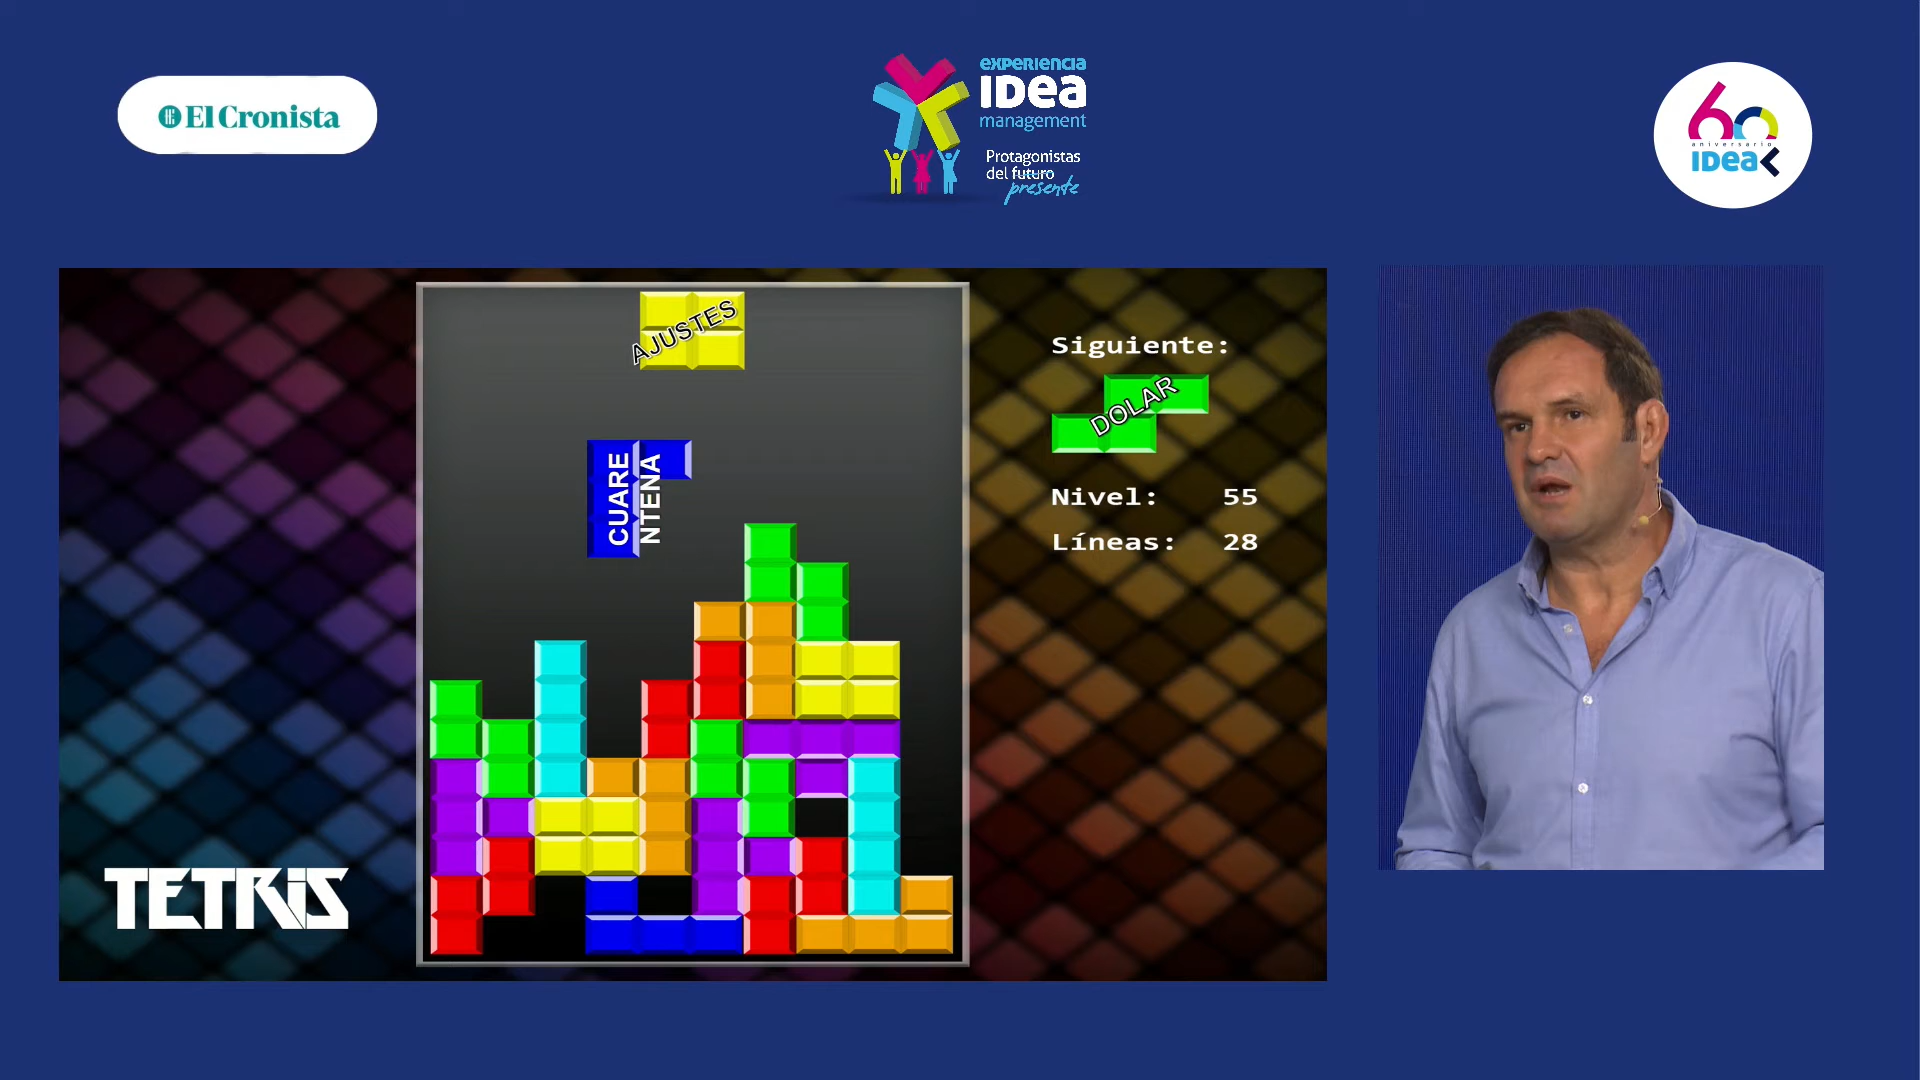 El Cronista
experiencia
IDea
management
Protagonistas
del futuro
presente
60
aniversario
IDea
AJUSTES
CUARE
NTENA
Siguiente:
DOLAR
Nivel: 55
Líneas: 28
TETRiS